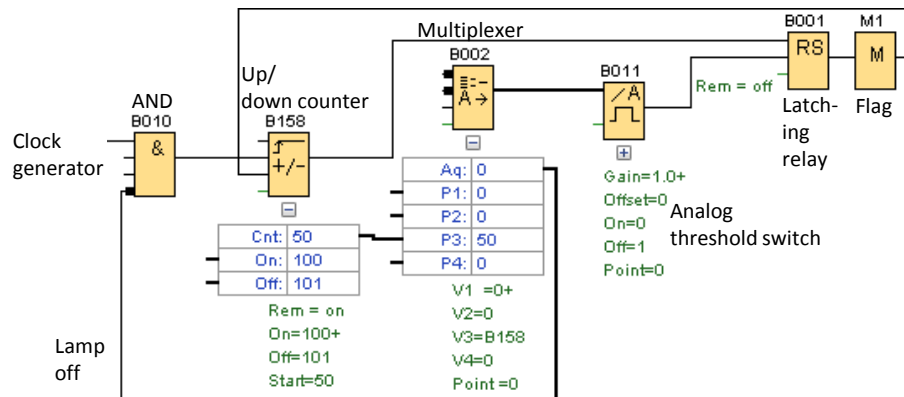 B001
M1
Multiplexer
B002
RS
M
Up/
down counter
B011
Rem = off
AND
B010
B158
A→
/A
Latch-
ing
relay
Flag
Clock
generator
&
+/-
Aq: 0
P1: 0
P2: 0
P3: 50
P4: 0
Gain=1.0+
Offset=0
On=0
Off=1
Point=0
Analog
threshold switch
Cnt: 50
On: 100
Off: 101
V1 =0+
V2=0
V3=B158
V4=0
Point =0
Rem = on
On=100+
Off=101
Start=50
Lamp
off